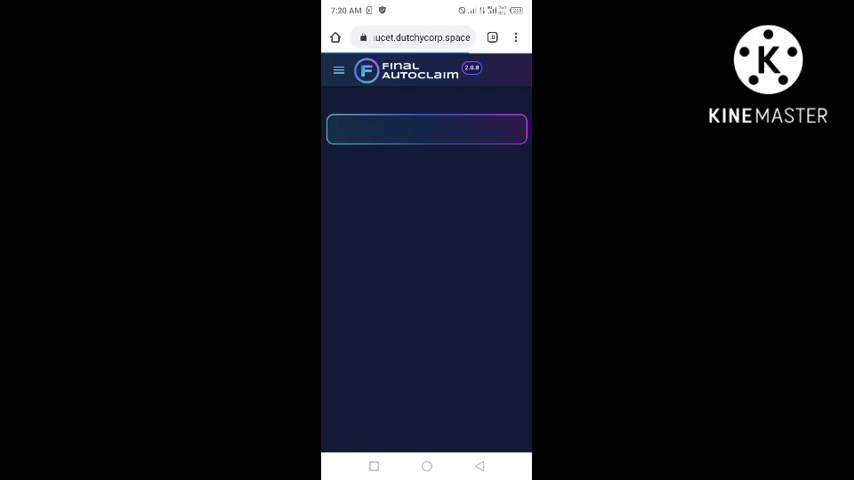 7:20 AM
ucet.dutchycorp.space
:D
FINAL
AUTOCLAIM
2.0.8
K
KINEMASTER